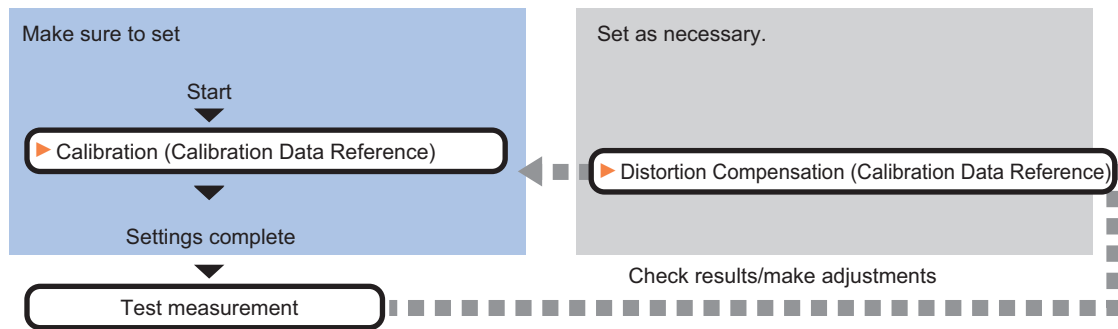 Make sure to set
Start
Calibration (Calibration Data Reference)
Settings complete
Test measurement
Set as necessary.
Distortion Compensation (Calibration Data Reference)
Check results/make adjustments